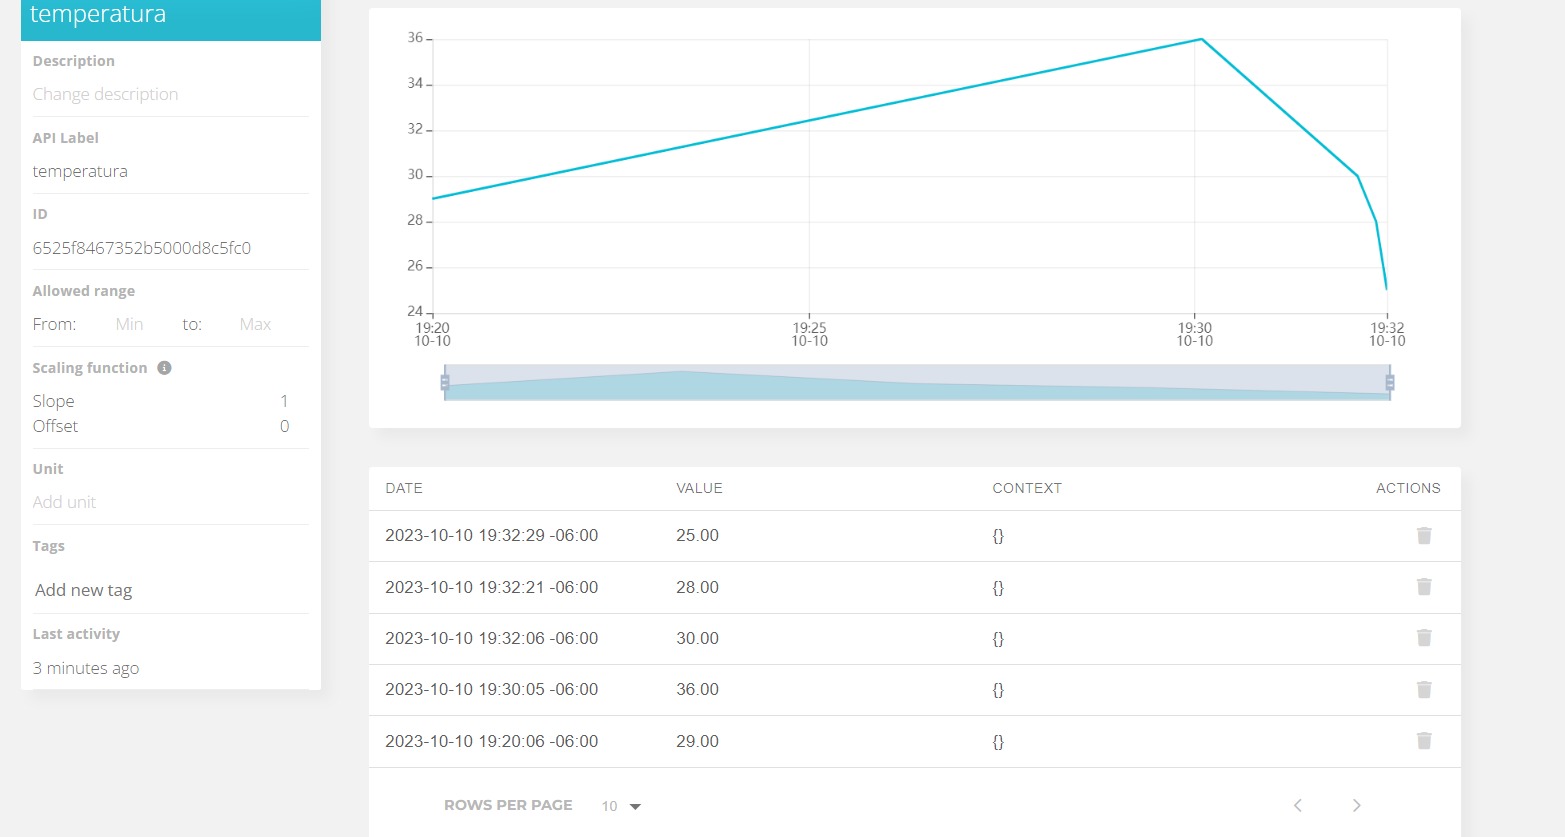 temperatura
Description
Change description
API Label
temperatura
ID
6525f8467352b5000d8c5fc0
Allowed range
From: Min to: Max
Scaling function
Slope 1
Offset 0
Unit
Add unit
Tags
Add new tag
Last activity
3 minutes ago
36
34
32
30
28
26
24
19:20 19:25 19:30 19:32
10-10 10-10 10-10 10-10
DATE VALUE CONTEXT ACTIONS
2023-10-10 19:32:29 -06:00 25.00 {}
2023-10-10 19:32:21 -06:00 28.00 {}
2023-10-10 19:32:06 -06:00 30.00 {}
2023-10-10 19:30:05 -06:00 36.00 {}
2023-10-10 19:20:06 -06:00 29.00 {}
ROWS PER PAGE 10